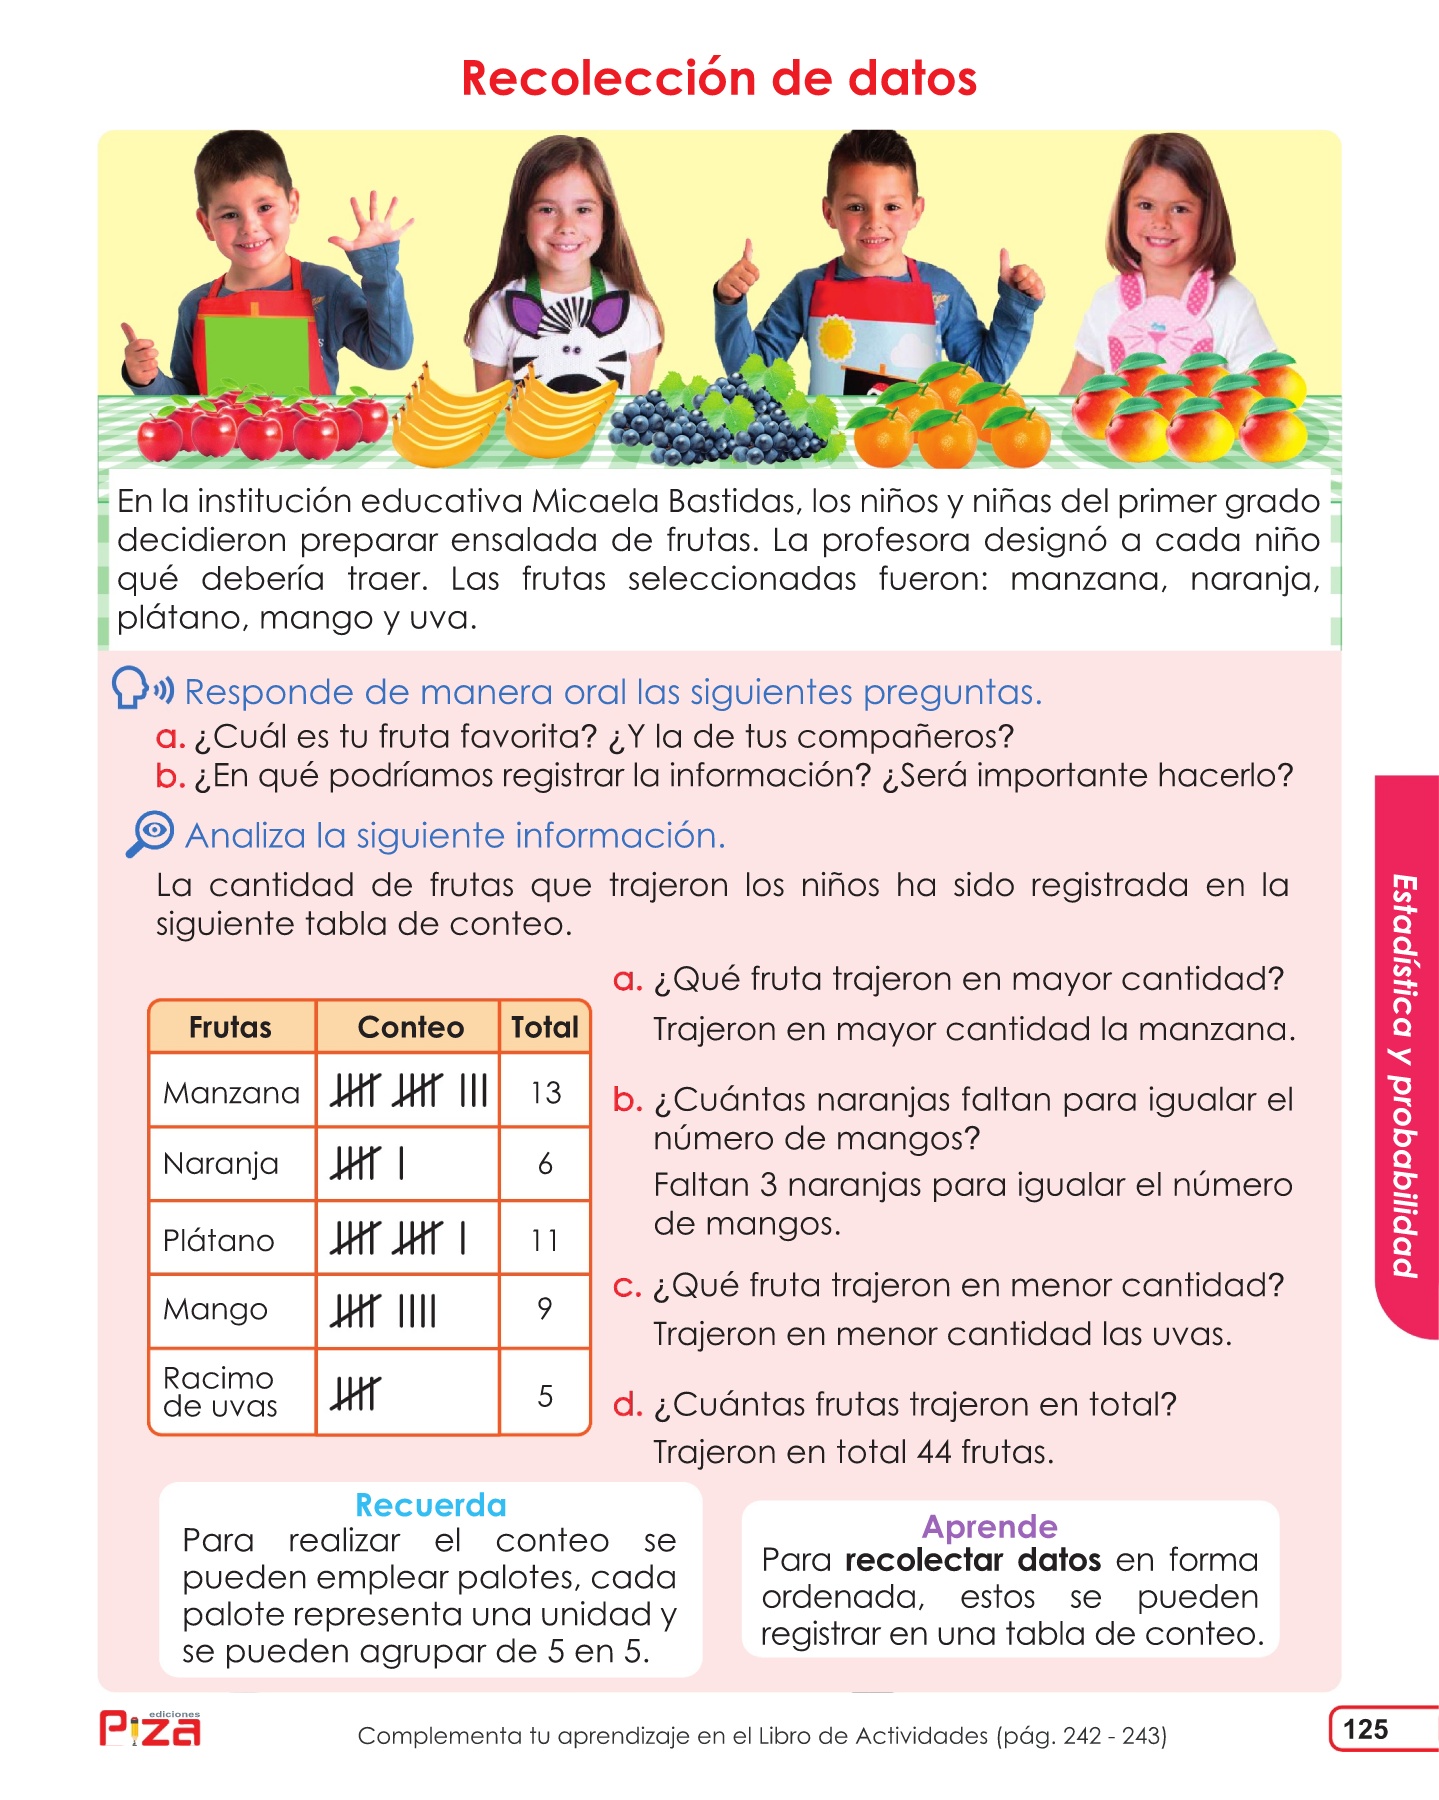 Recolección de datos
En la institución educativa Micaela Bastidas, los niños y niñas del primer grado
decidieron preparar ensalada de frutas. La profesora designó a cada niño
qué debería traer. Las frutas seleccionadas fueron: manzana, naranja,
plátano, mango y uva.
Responde de manera oral las siguientes preguntas.
a. ¿Cuál es tu fruta favorita? ¿Y la de tus compañeros?
b. ¿En qué podríamos registrar la información? ¿Será importante hacerlo?
Analiza la siguiente información.
La cantidad de frutas que trajeron los niños ha sido registrada en la
siguiente tabla de conteo.
Frutas Conteo Total
Manzana 13
Naranja 6
Plátano 11
Mango 9
Racimo
de uvas 5
a. ¿Qué fruta trajeron en mayor cantidad?
Trajeron en mayor cantidad la manzana.
b. ¿Cuántas naranjas faltan para igualar el
número de mangos?
Faltan 3 naranjas para igualar el número
de mangos.
c. ¿Qué fruta trajeron en menor cantidad?
Trajeron en menor cantidad las uvas.
d. ¿Cuántas frutas trajeron en total?
Trajeron en total 44 frutas.
Recuerda
Para realizar el conteo se
pueden emplear palotes, cada
palote representa una unidad y
se pueden agrupar de 5 en 5.
Aprende
Para recolectar datos en forma
ordenada, estos se pueden
registrar en una tabla de conteo.
Estadística y probabilidad
ediciones
Piza
Complementa tu aprendizaje en el Libro de Actividades (pág. 242 - 243)
125